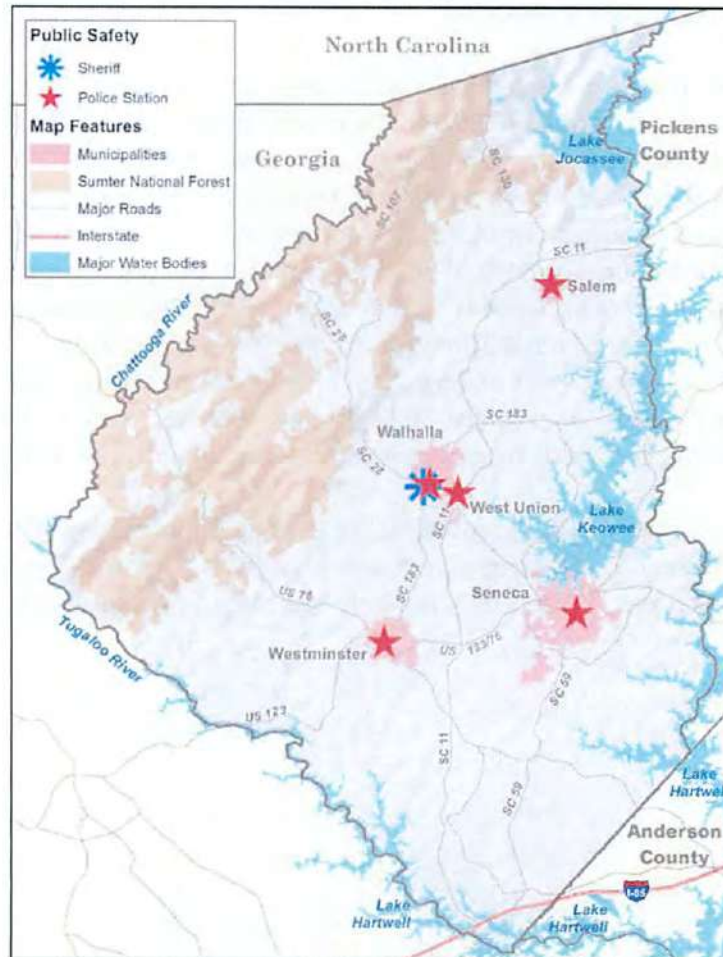 Public Safety
Sheriff
Police Station
Map Features
Municipalities
Sumter National Forest
Major Roads
Interstate
Major Water Bodies
North Carolina
Georgia
Pickens
County
Lake
Jocassee
SC 130
SC 107
SC 11
Salem
Chattooga River
SC 28
SC 183
Walhalla
SC 28
West Union
SC 11
Lake
Keowee
SC 183
US 76
Seneca
Westminster
US 123/76
Tugaloo River
SC 59
US 123
SC 11
SC 59
Lake
Hartwell
Anderson
County
I-85
Lake
Hartwell
Lake
Hartwell